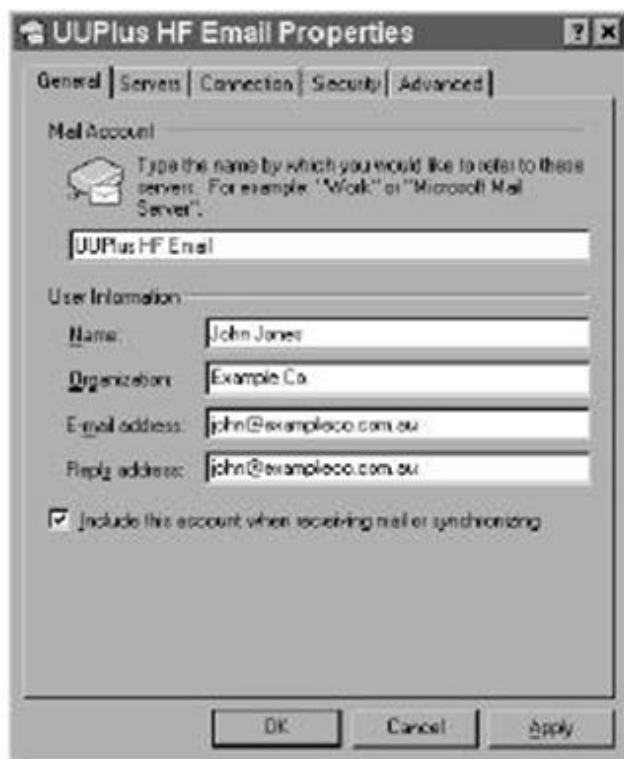 UUPlus HF Email Properties
General Servers Connection Security Advanced
Mail Account
Type the name by which you would like to refer to these
servers. For example: "Work" or "Microsoft Mail
Server".
UUPlus HF Email
User Information
Name: John Jones
Organization: Example Co.
E-mail address: john@exampleco.com.au
Reply address: john@exampleco.com.au
Include this account when receiving mail or synchronizing
OK Cancel Apply